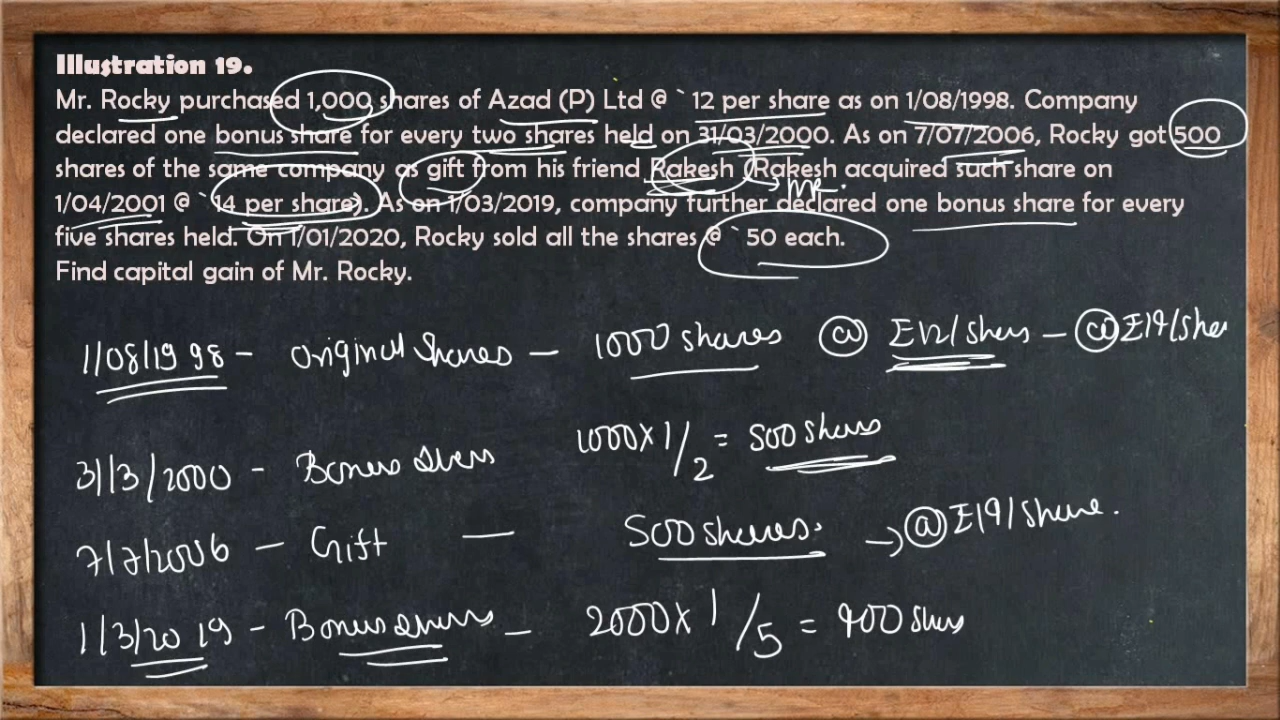 Illustration 19.
Mr. Rocky purchased 1,000 shares of Azad (P) Ltd @ ` 12 per share as on 1/08/1998. Company
declared one bonus share for every two shares held on 31/03/2000. As on 7/07/2006, Rocky got 500
shares of the same company as gift from his friend Rakesh (Rakesh acquired such share on
1/04/2001 @ ` 14 per share). As on 1/03/2019, company further declared one bonus share for every
five shares held. On 1/01/2020, Rocky sold all the shares @ ` 50 each.
Find capital gain of Mr. Rocky.
1/08/1998 - original shares - 1000 shares @ ₹12/share - @ ₹14/share
31/3/2000 - Bonus shares 1000 x 1/2 = 500 shares
7/7/2006 - Gift - 500 shares. → @ ₹14/share.
1/3/2019 - Bonus shares - 2000 x 1/5 = 400 shares